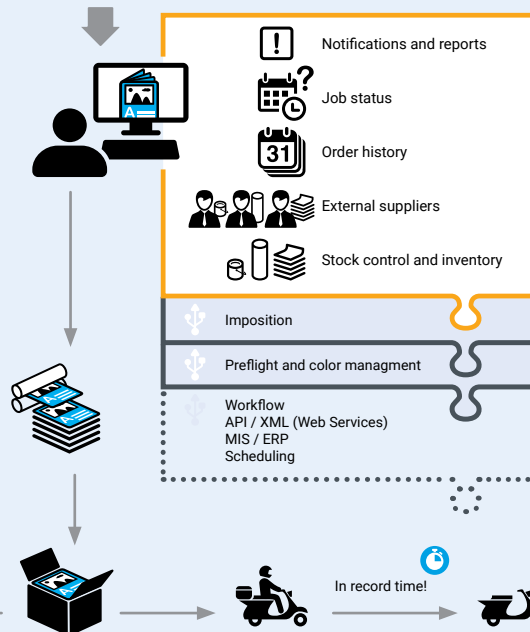 Notifications and reports
Job status
31
Order history
External suppliers
Stock control and inventory
Imposition
Preflight and color managment
Workflow
API / XML (Web Services)
MIS / ERP
Scheduling
In record time!